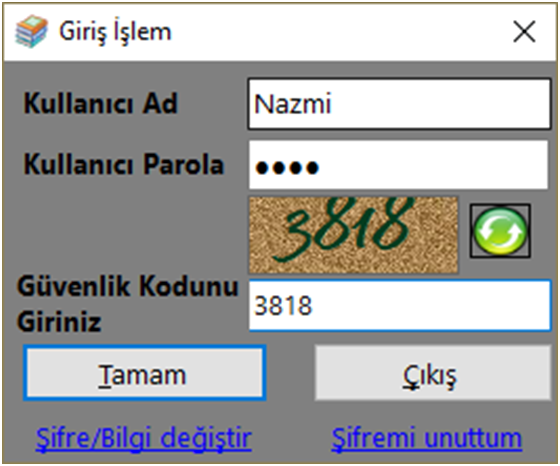 Giriş İşlem
Kullanıcı Ad Nazmi
Kullanıcı Parola ●●●●
3818
Güvenlik Kodunu
Giriniz 3818
Tamam Çıkış
Şifre/Bilgi değiştir Şifremi unuttum